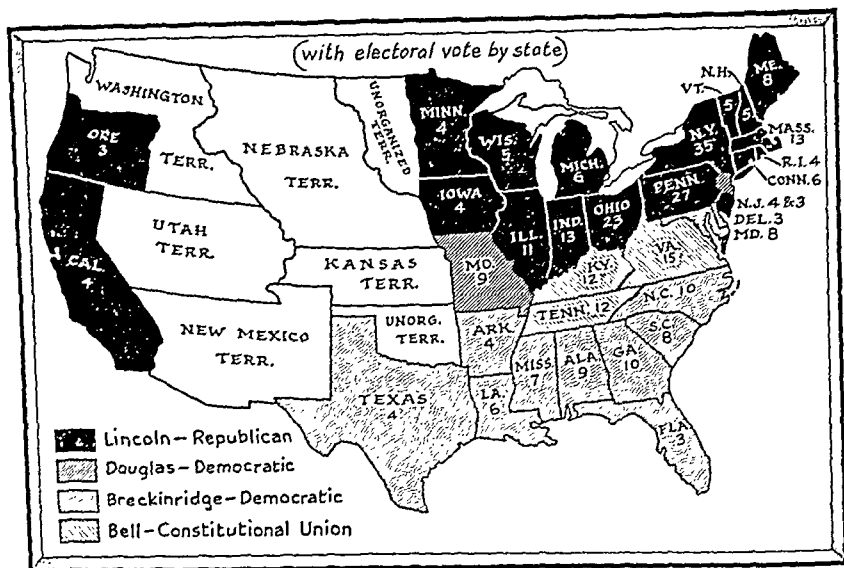 (with electoral vote by state)
WASHINGTON
TERR.
ORE
3
CAL.
4
NEBRASKA
TERR.
UNORGANIZED
TERR.
UTAH
TERR.
KANSAS
TERR.
NEW MEXICO
TERR.
UNORG.
TERR.
TEXAS
4
MINN.
4
WIS.
5
IOWA
4
MICH.
6
ILL.
11
IND.
13
OHIO
23
MO.
9
ARK.
4
LA.
6
KY.
12
TENN. 12
MISS.
7
ALA.
9
GA.
10
FLA.
3
S.C.
8
N.C. 10
VA.
15
PENN.
27
N.Y.
35
VT.
5
N.H.
5
ME.
8
MASS.
13
R.I. 4
CONN. 6
N.J. 4 & 3
DEL. 3
MD. 8
Lincoln—Republican
Douglas—Democratic
Breckinridge—Democratic
Bell—Constitutional Union